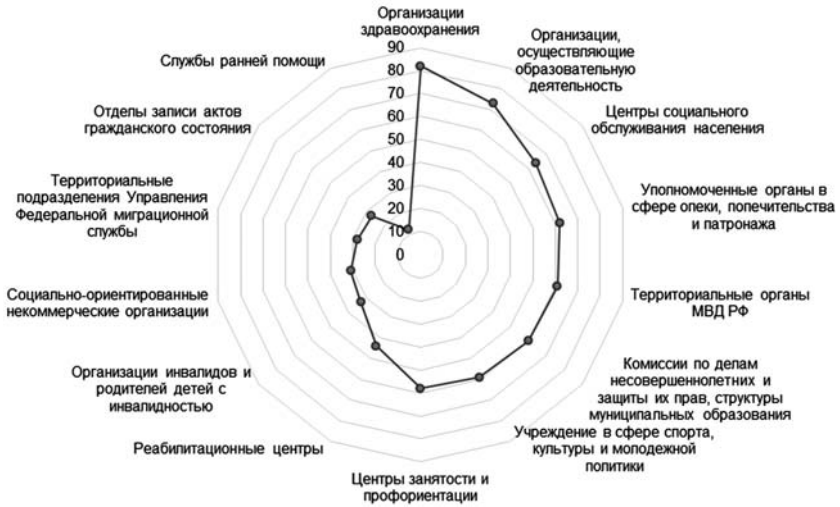 Организации
здравоохранения
Организации,
осуществляющие
образовательную
деятельность
Центры социального
обслуживания населения
Уполномоченные органы в
сфере опеки, попечительства
и патронажа
Территориальные органы
МВД РФ
Комиссии по делам
несовершеннолетних и
защиты их прав, структуры
муниципальных образования
Учреждение в сфере спорта,
культуры и молодежной
политики
Центры занятости и
профориентации
Реабилитационные центры
Организации инвалидов и
родителей детей с
инвалидностью
Социально-ориентированные
некоммерческие организации
Территориальные
подразделения Управления
Федеральной миграционной
службы
Отделы записи актов
гражданского состояния
Службы ранней помощи
90
80
70
60
50
40
30
20
10
0